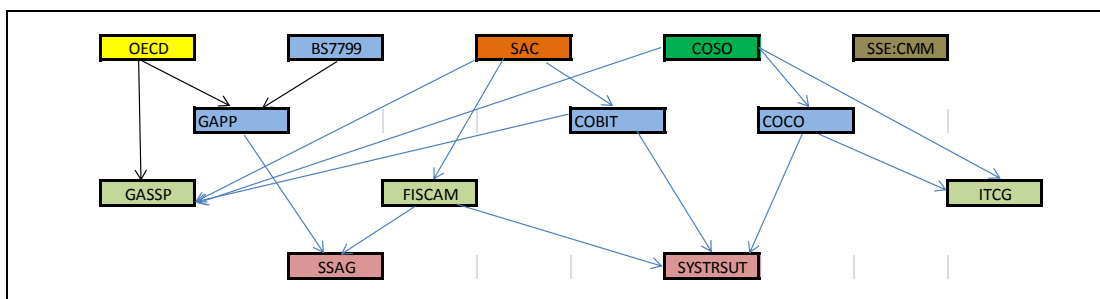 OECD
BS7799
SAC
COSO
SSE:CMM
GAPP
COBIT
COCO
GASSP
FISCAM
ITCG
SSAG
SYSTRSUT